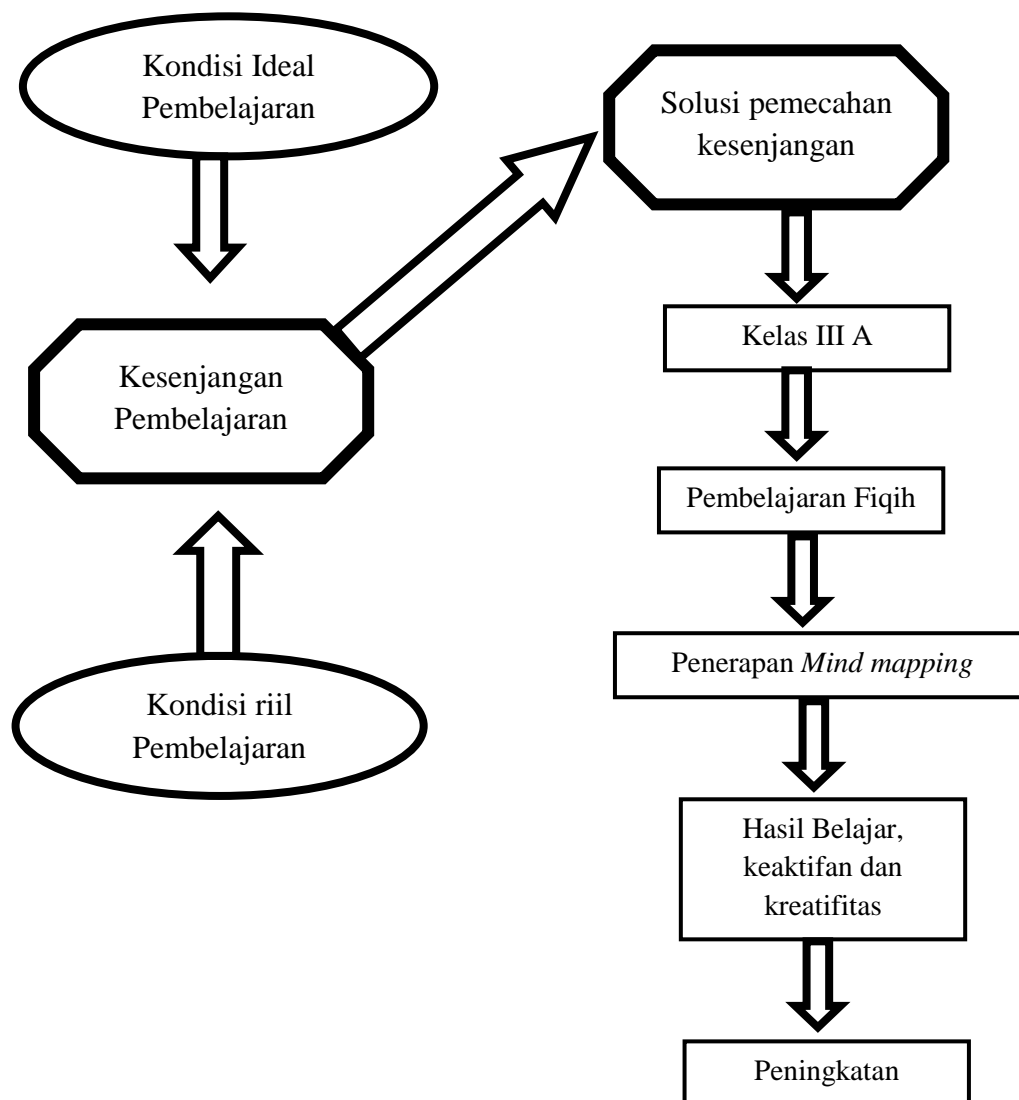 Kondisi Ideal
Pembelajaran
Kesenjangan
Pembelajaran
Kondisi riil
Pembelajaran
Solusi pemecahan
kesenjangan
Kelas III A
Pembelajaran Fiqih
Penerapan Mind mapping
Hasil Belajar,
keaktifan dan
kreatifitas
Peningkatan